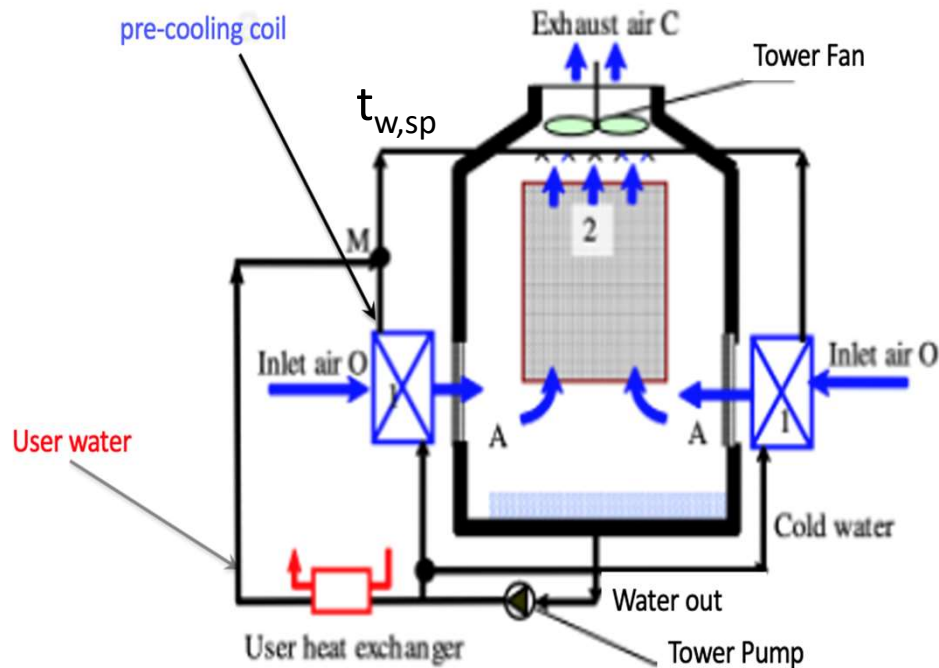 pre-cooling coil
Exhaust air C
Tower Fan
t_w,sp
2
M
Inlet air O
1
Inlet air O
1
A
A
User water
Cold water
Water out
User heat exchanger
Tower Pump